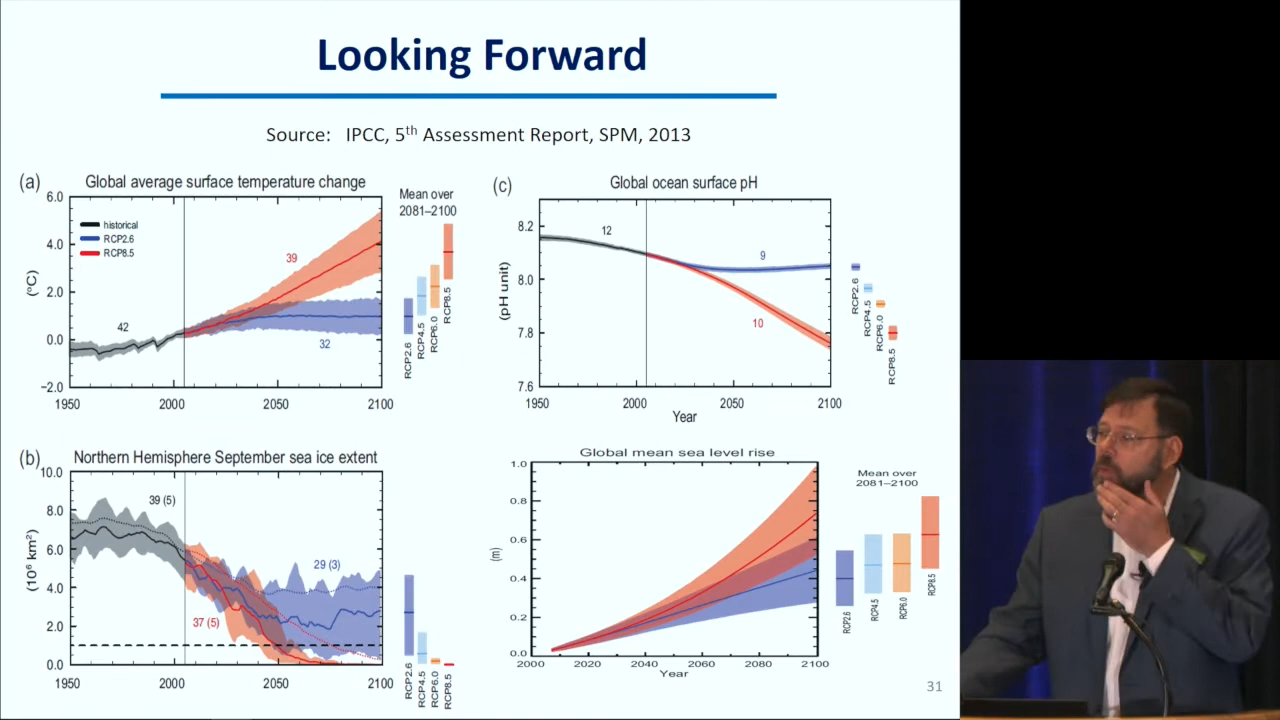 Looking Forward
Source: IPCC, 5th Assessment Report, SPM, 2013
(a)
Global average surface temperature change
Mean over
2081–2100
6.0
4.0
2.0
0.0
−2.0
(°C)
historical
RCP2.6
RCP8.5
42
39
32
1950
2000
2050
2100
RCP2.6
RCP4.5
RCP6.0
RCP8.5
(c)
Global ocean surface pH
8.2
8.0
7.8
7.6
(pH unit)
12
9
10
1950
2000
2050
2100
Year
RCP2.6
RCP4.5
RCP6.0
RCP8.5
(b)
Northern Hemisphere September sea ice extent
10.0
8.0
6.0
4.0
2.0
0.0
(10⁶ km²)
39 (5)
29 (3)
37 (5)
1950
2000
2050
2100
RCP2.6
RCP4.5
RCP6.0
RCP8.5
Global mean sea level rise
Mean over
2081–2100
1.0
0.8
0.6
0.4
0.2
0.0
(m)
2000
2020
2040
2060
2080
2100
Year
RCP2.6
RCP4.5
RCP6.0
RCP8.5
31